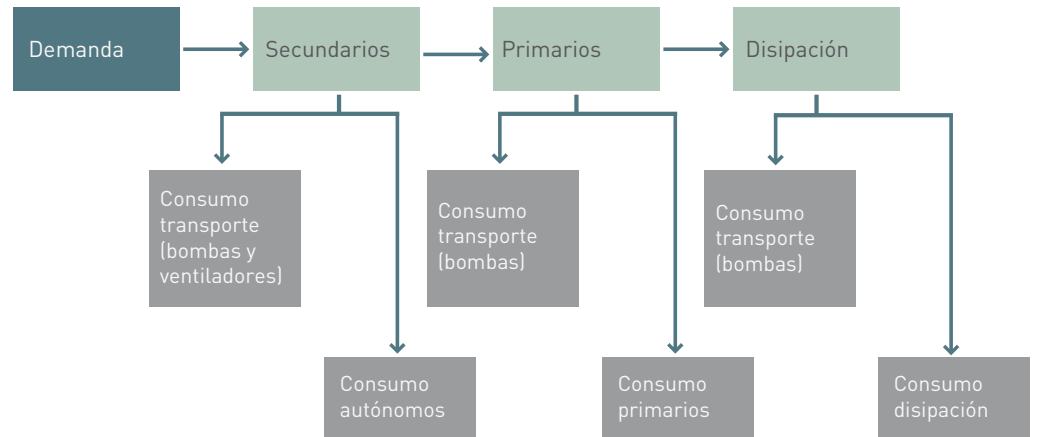 Demanda
Secundarios
Primarios
Disipación
Consumo
transporte
(bombas y
ventiladores)
Consumo
transporte
(bombas)
Consumo
transporte
(bombas)
Consumo
autónomos
Consumo
primarios
Consumo
disipación